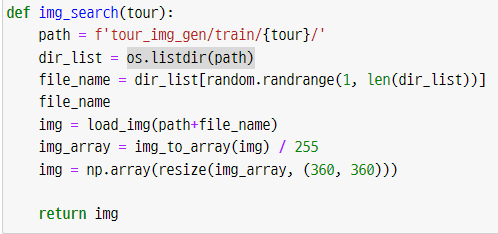 def img_search(tour):
    path = f'tour_img_gen/train/{tour}/'
    dir_list = os.listdir(path)
    file_name = dir_list[random.randrange(1, len(dir_list))]
    file_name
    img = load_img(path+file_name)
    img_array = img_to_array(img) / 255
    img = np.array(resize(img_array, (360, 360)))
    return img